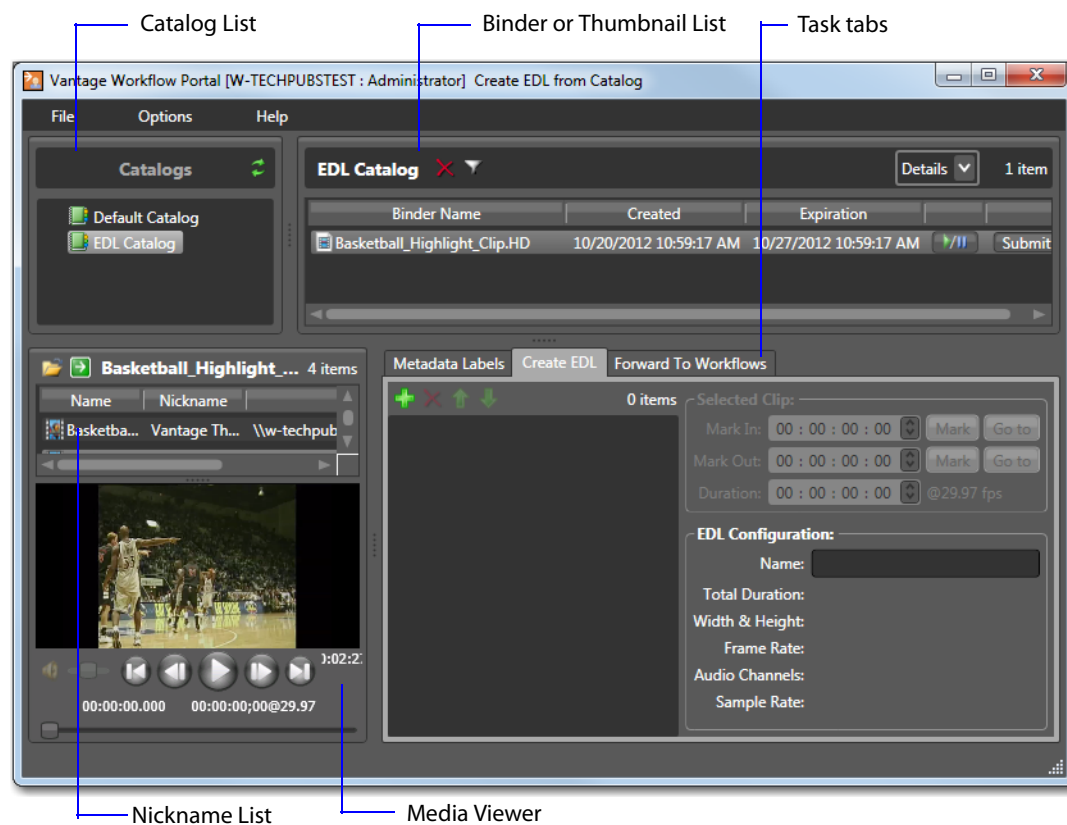 Catalog List
Binder or Thumbnail List
Task tabs
Vantage Workflow Portal [W-TECHPUBSTEST : Administrator] Create EDL from Catalog
File Options Help
Catalogs
Default Catalog
EDL Catalog
EDL Catalog
Details
1 item
Binder Name Created Expiration
Basketball_Highlight_Clip.HD 10/20/2012 10:59:17 AM 10/27/2012 10:59:17 AM Submit
Basketball_Highlight_... 4 items
Name Nickname
Basketba... Vantage Th... \\w-techpub
00:00:00.000 00:00:00;00@29.97
Metadata Labels Create EDL Forward To Workflows
0 items
Selected Clip:
Mark In: 00 : 00 : 00 : 00 Mark Go to
Mark Out: 00 : 00 : 00 : 00 Mark Go to
Duration: 00 : 00 : 00 : 00 @29.97 fps
EDL Configuration:
Name:
Total Duration:
Width & Height:
Frame Rate:
Audio Channels:
Sample Rate:
Nickname List
Media Viewer